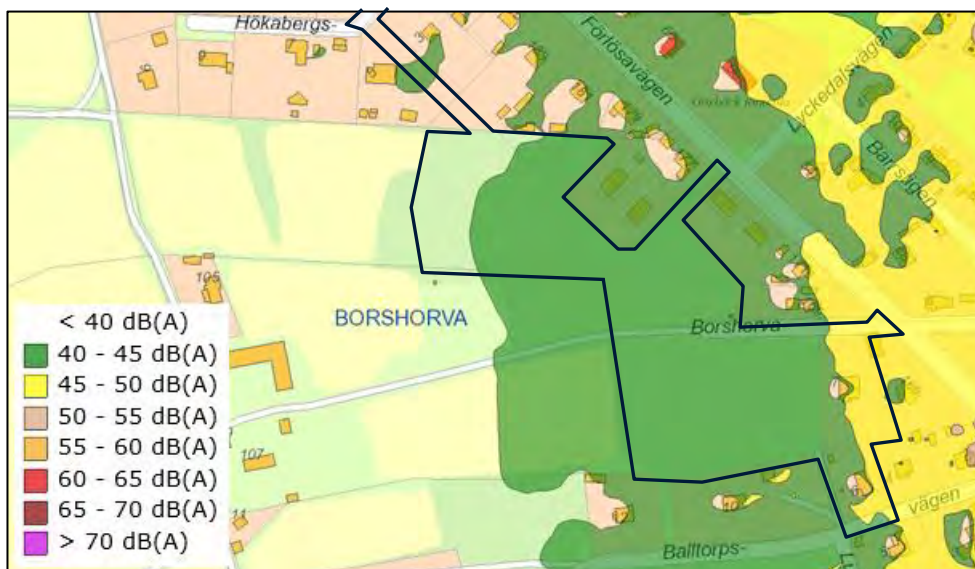 Hökabergs-
Förlösavägen
Lyckedalsvägen
105
BORSHORVA
Borshorva
< 40 dB(A)
40 - 45 dB(A)
45 - 50 dB(A)
50 - 55 dB(A)
55 - 60 dB(A)
60 - 65 dB(A)
65 - 70 dB(A)
> 70 dB(A)
107
vägen
Balltorps-